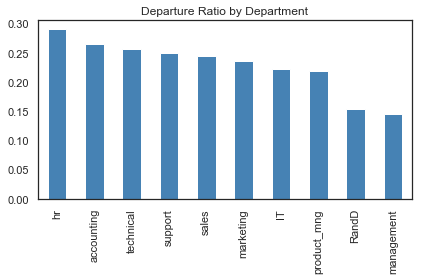 Departure Ratio by Department
0.30
0.25
0.20
0.15
0.10
0.05
0.00
hr
accounting
technical
support
sales
marketing
IT
product_mng
RandD
management